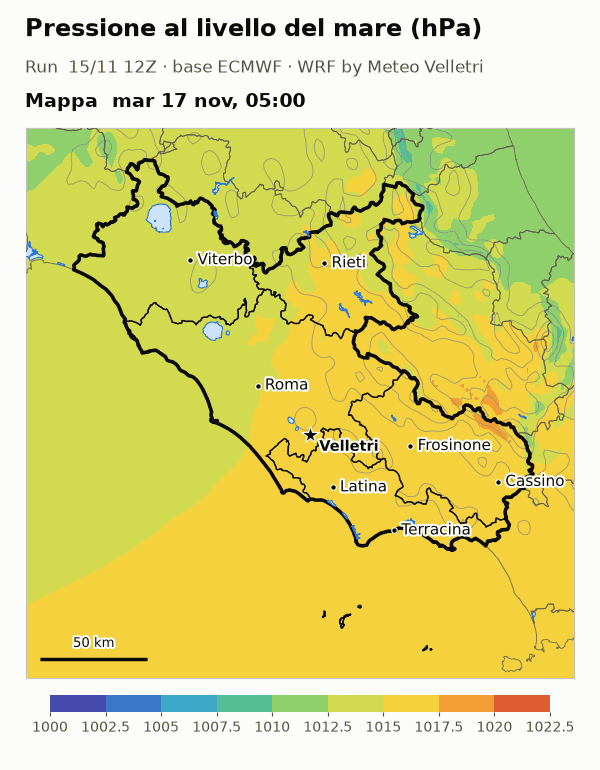 Pressione al livello del mare (hPa)
Run 15/11 12Z · base ECMWF · WRF by Meteo Velletri
Mappa mar 17 nov, 05:00
Viterbo
Rieti
Roma
Velletri
Frosinone
Cassino
Latina
Terracina
50 km
1000 1002.5 1005 1007.5 1010 1012.5 1015 1017.5 1020 1022.5